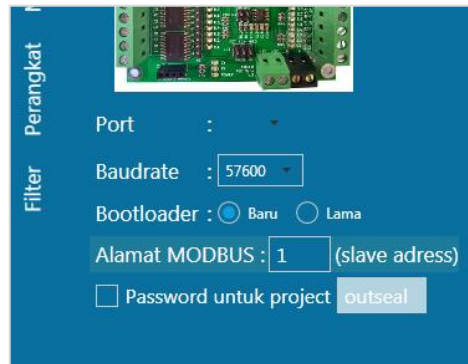 Perangkat
Filter
Port :
Baudrate : 57600
Bootloader : Baru Lama
Alamat MODBUS : 1 (slave adress)
Password untuk project outseal